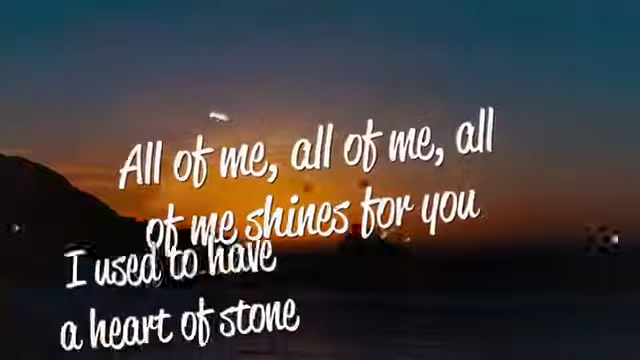 All of me, all of me, all
of me shines for you
I used to have
a heart of stone